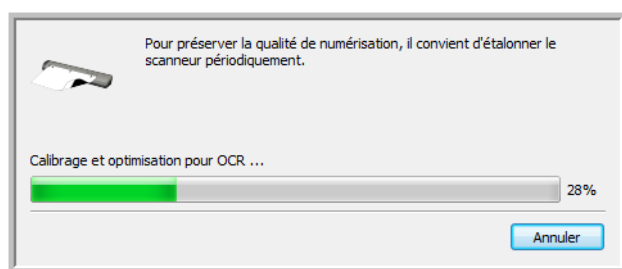 Pour préserver la qualité de numérisation, il convient d'étalonner le
scanneur périodiquement.
Calibrage et optimisation pour OCR ...
28%
Annuler